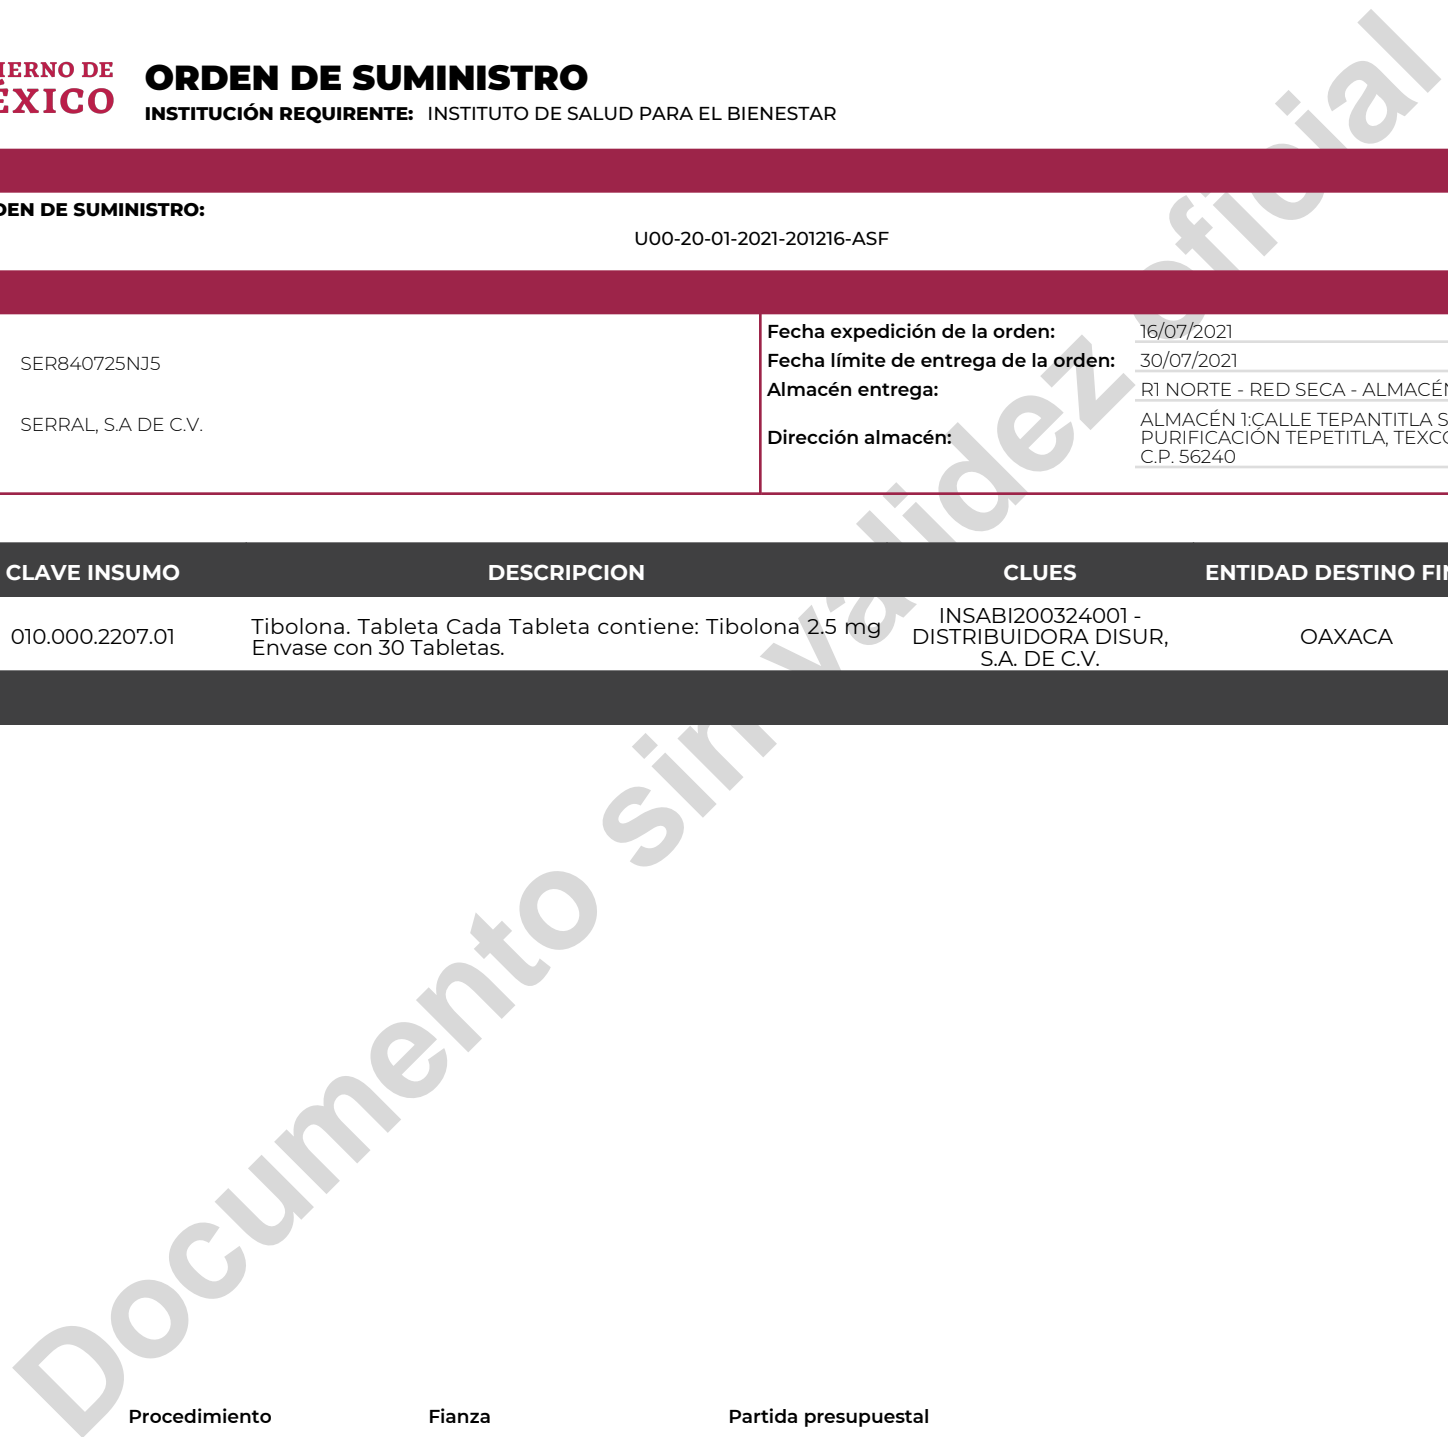 IERNO DE
ÉXICO
ORDEN DE SUMINISTRO
INSTITUCIÓN REQUIRENTE: INSTITUTO DE SALUD PARA EL BIENESTAR
DEN DE SUMINISTRO:
U00-20-01-2021-201216-ASF
SER840725NJ5
SERRAL, S.A DE C.V.
Fecha expedición de la orden: 16/07/2021
Fecha límite de entrega de la orden: 30/07/2021
Almacén entrega: R1 NORTE - RED SECA - ALMACÉN
Dirección almacén: ALMACÉN 1:CALLE TEPANTITLA S
PURIFICACIÓN TEPETITLA, TEXCO
C.P. 56240
CLAVE INSUMO DESCRIPCION CLUES ENTIDAD DESTINO FIN
010.000.2207.01
Tibolona. Tableta Cada Tableta contiene: Tibolona 2.5 mg
Envase con 30 Tabletas.
INSABI200324001 -
DISTRIBUIDORA DISUR,
S.A. DE C.V.
OAXACA
Documento sin validez oficial
Procedimiento Fianza Partida presupuestal